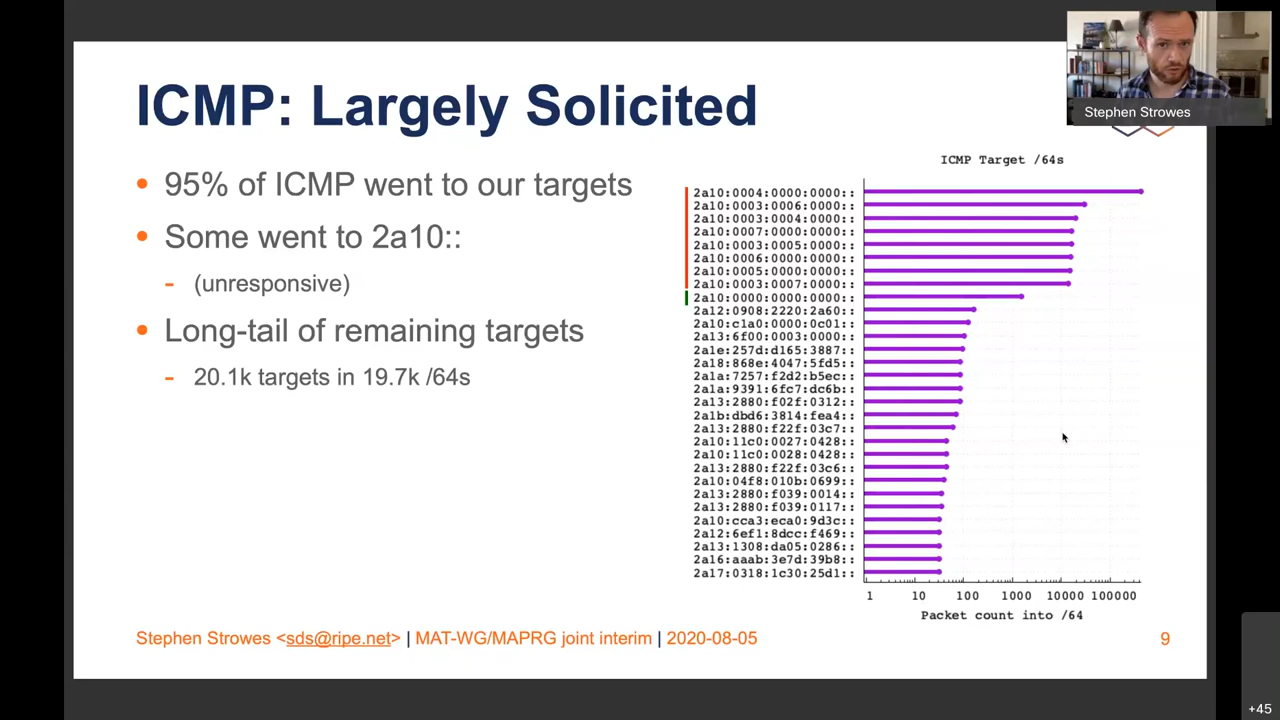 ICMP: Largely Solicited
Stephen Strowes
• 95% of ICMP went to our targets
• Some went to 2a10::
- (unresponsive)
• Long-tail of remaining targets
- 20.1k targets in 19.7k /64s
ICMP Target /64s
2a10:0004:0000:0000::
2a10:0003:0006:0000::
2a10:0003:0004:0000::
2a10:0007:0000:0000::
2a10:0003:0005:0000::
2a10:0006:0000:0000::
2a10:0005:0000:0000::
2a10:0003:0007:0000::
2a10:0000:0000:0000::
2a12:0908:2220:2a60::
2a10:c1a0:0000:0c01::
2a13:6f00:0003:0000::
2a1e:257d:d165:3887::
2a18:868e:4047:5fd5::
2a1a:7257:f2d2:b5ec::
2a1a:9391:6fc7:dc6b::
2a13:2880:f02f:0312::
2a1b:dbd6:3814:fea4::
2a13:2880:f22f:03c7::
2a10:11c0:0027:0428::
2a10:11c0:0028:0428::
2a13:2880:f22f:03c6::
2a10:04f8:010b:0699::
2a13:2880:f039:0014::
2a13:2880:f039:0117::
2a10:cca3:eca0:9d3c::
2a12:6ef1:8dcc:f469::
2a13:1308:da05:0286::
2a16:aaab:3e7d:39b8::
2a17:0318:1c30:25d1::
1 10 100 1000 10000 100000
Packet count into /64
Stephen Strowes <sds@ripe.net> | MAT-WG/MAPRG joint interim | 2020-08-05
9
+45